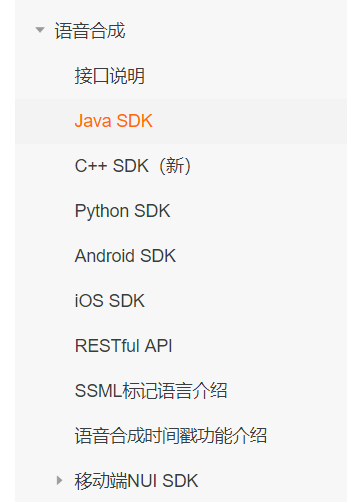 语音合成
接口说明
Java SDK
C++ SDK（新）
Python SDK
Android SDK
iOS SDK
RESTful API
SSML标记语言介绍
语音合成时间戳功能介绍
移动端NUI SDK